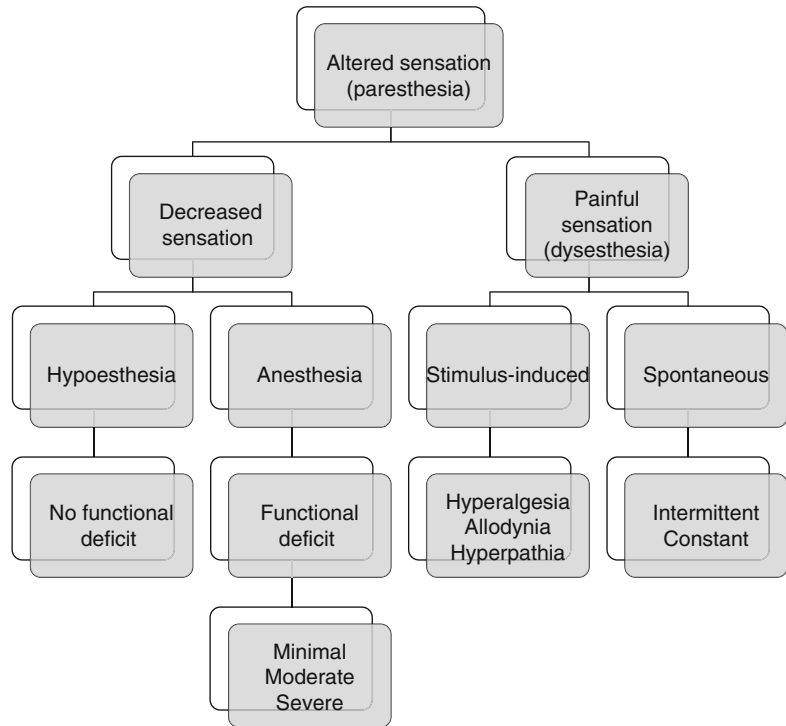 Altered sensation
(paresthesia)
Decreased
sensation
Painful
sensation
(dysesthesia)
Hypoesthesia
Anesthesia
Stimulus-induced
Spontaneous
No functional
deficit
Functional
deficit
Hyperalgesia
Allodynia
Hyperpathia
Intermittent
Constant
Minimal
Moderate
Severe